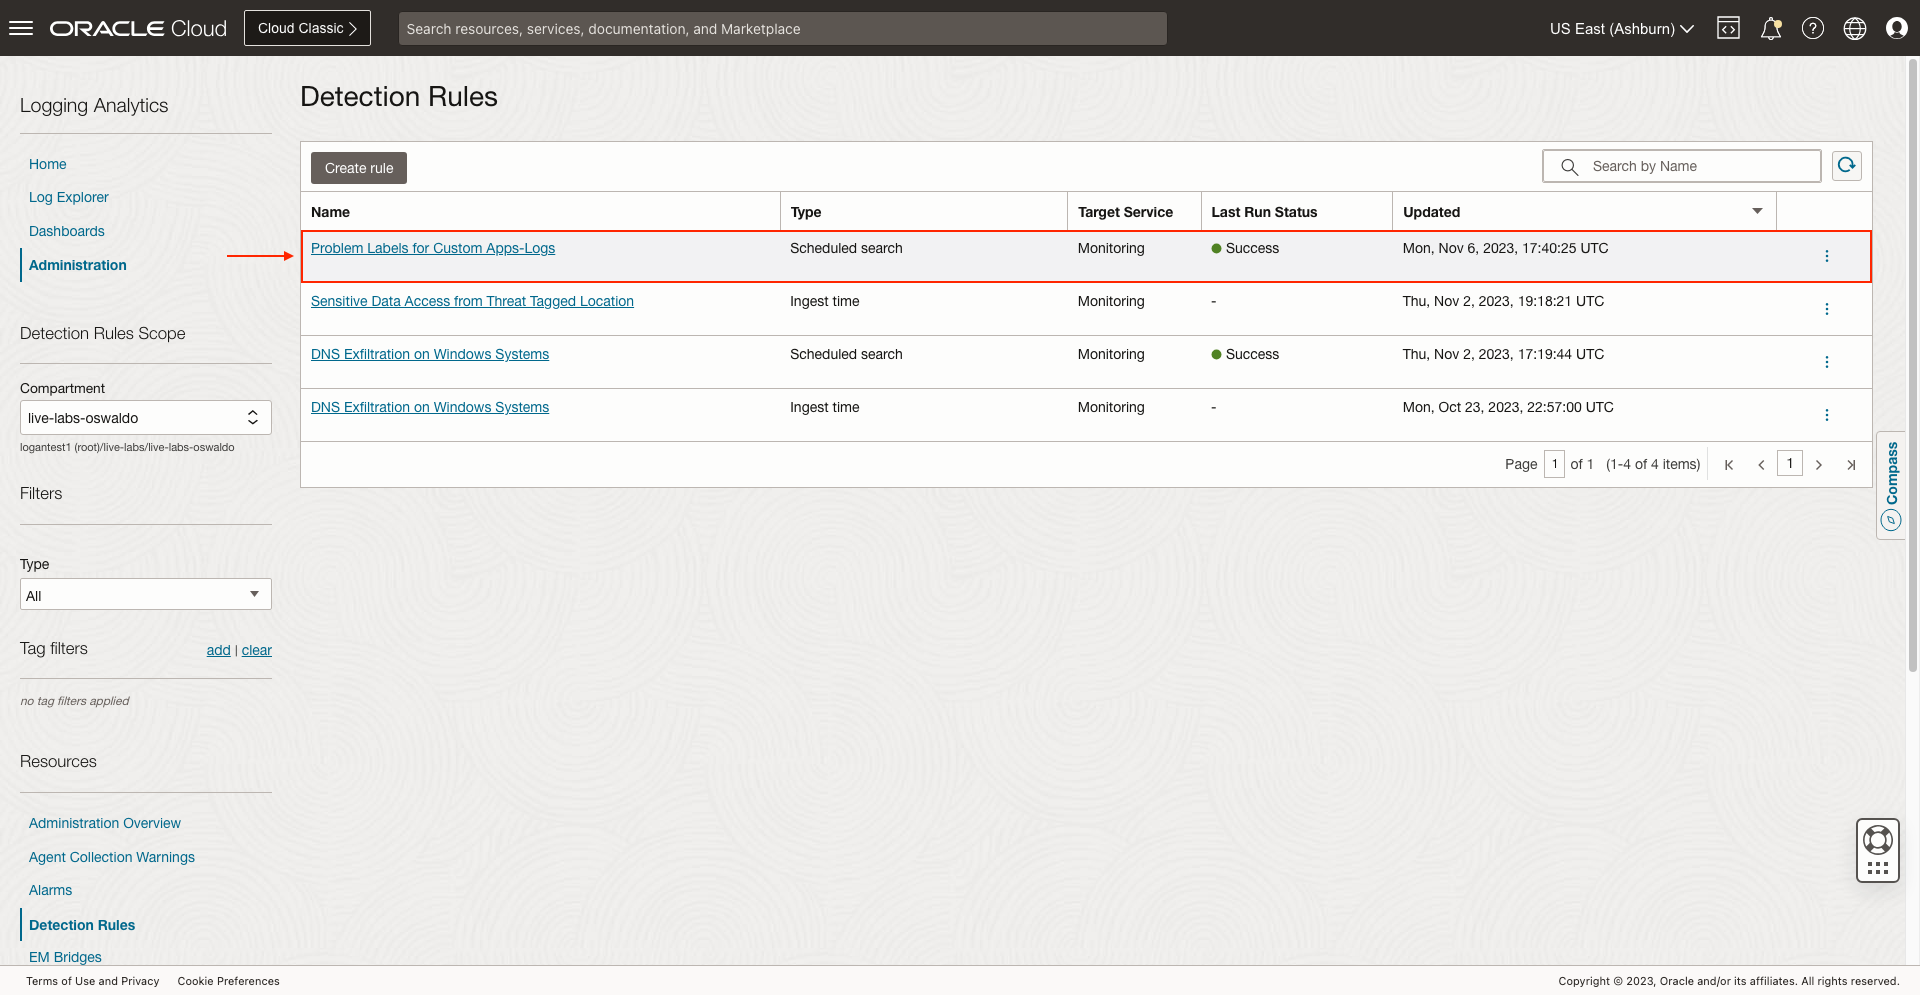 ORACLE Cloud
Cloud Classic
Search resources, services, documentation, and Marketplace
US East (Ashburn)
Logging Analytics
Home
Log Explorer
Dashboards
Administration
Detection Rules Scope
Compartment
live-labs-oswaldo
logantest1 (root)/live-labs/live-labs-oswaldo
Filters
Type
All
Tag filters add | clear
no tag filters applied
Resources
Administration Overview
Agent Collection Warnings
Alarms
Detection Rules
EM Bridges
Detection Rules
Create rule
Search by Name
Name Type Target Service Last Run Status Updated
Problem Labels for Custom Apps-Logs Scheduled search Monitoring Success Mon, Nov 6, 2023, 17:40:25 UTC
Sensitive Data Access from Threat Tagged Location Ingest time Monitoring - Thu, Nov 2, 2023, 19:18:21 UTC
DNS Exfiltration on Windows Systems Scheduled search Monitoring Success Thu, Nov 2, 2023, 17:19:44 UTC
DNS Exfiltration on Windows Systems Ingest time Monitoring - Mon, Oct 23, 2023, 22:57:00 UTC
Page 1 of 1 (1-4 of 4 items) 1
Compass
Terms of Use and Privacy Cookie Preferences
Copyright © 2023, Oracle and/or its affiliates. All rights reserved.